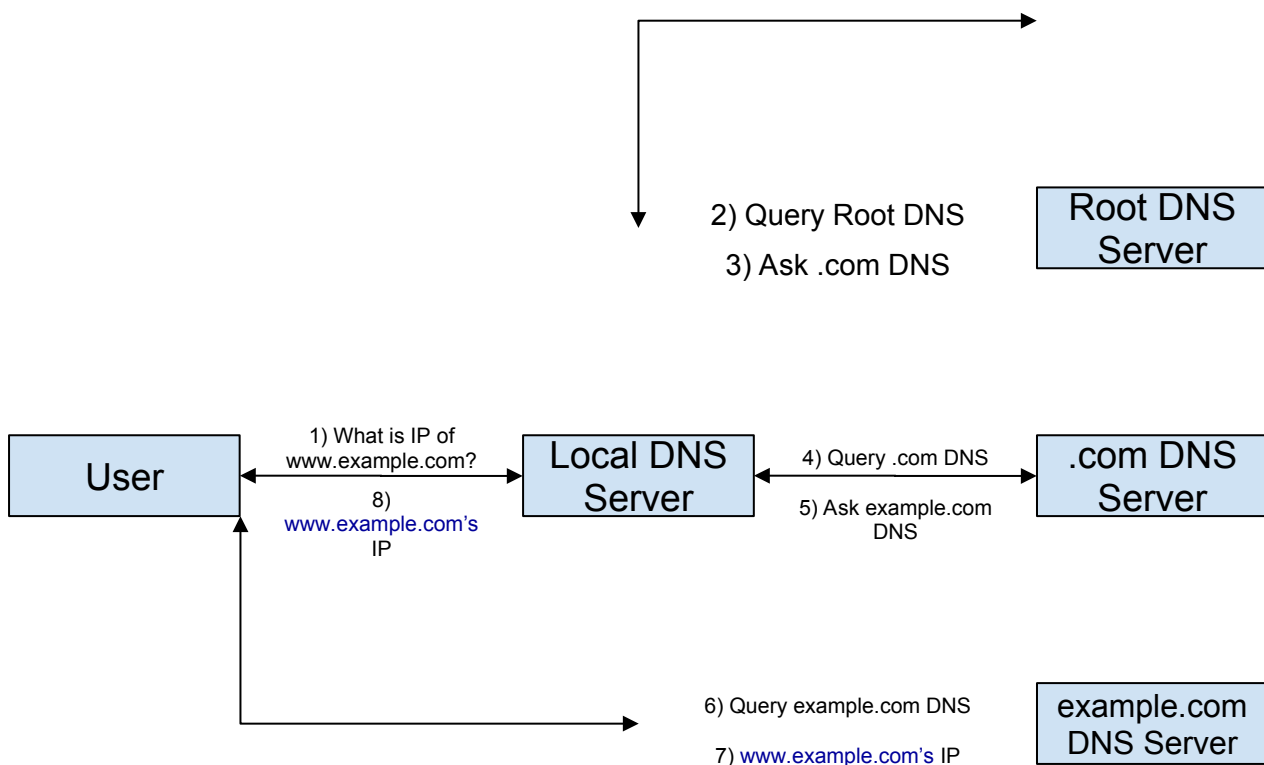 2) Query Root DNS
3) Ask .com DNS
Root DNS
Server
User
1) What is IP of
www.example.com?
8)
www.example.com’s
IP
Local DNS
Server
4) Query .com DNS
5) Ask example.com
DNS
.com DNS
Server
6) Query example.com DNS
7) www.example.com’s IP
example.com
DNS Server